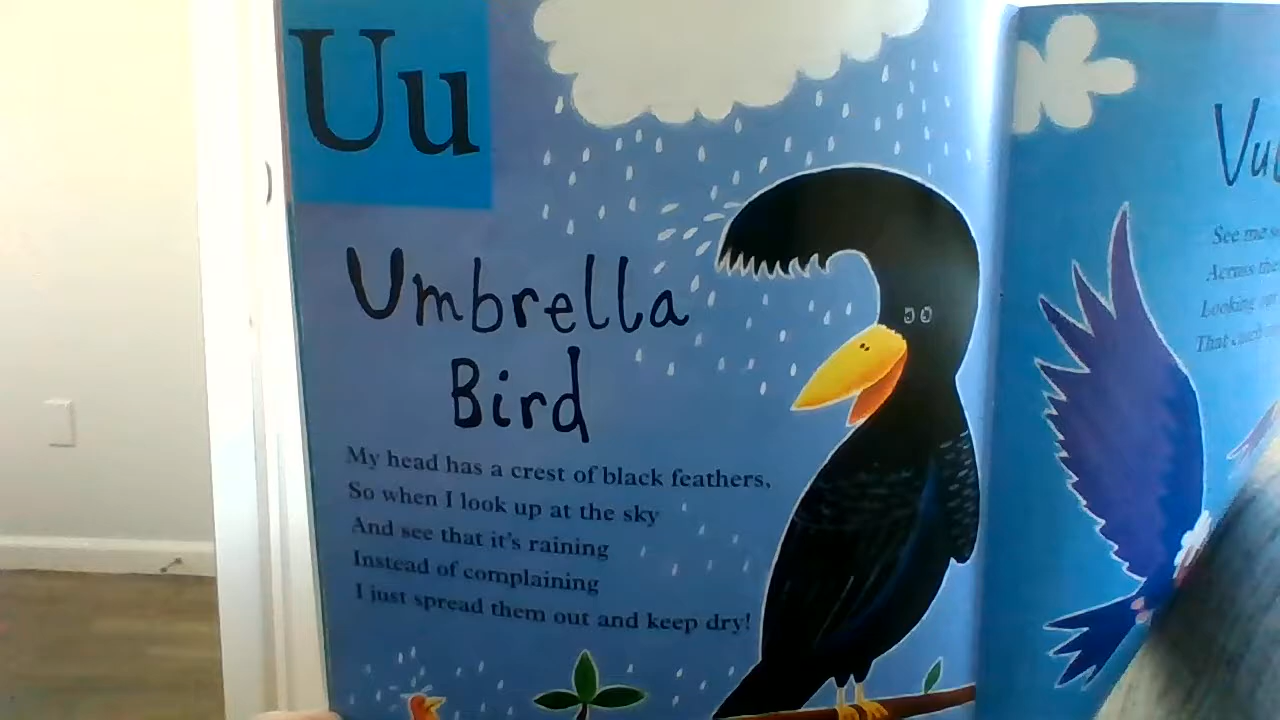 Uu
Umbrella
Bird
My head has a crest of black feathers,
So when I look up at the sky
And see that it's raining
Instead of complaining
I just spread them out and keep dry!
See me
Across the
Looking
That